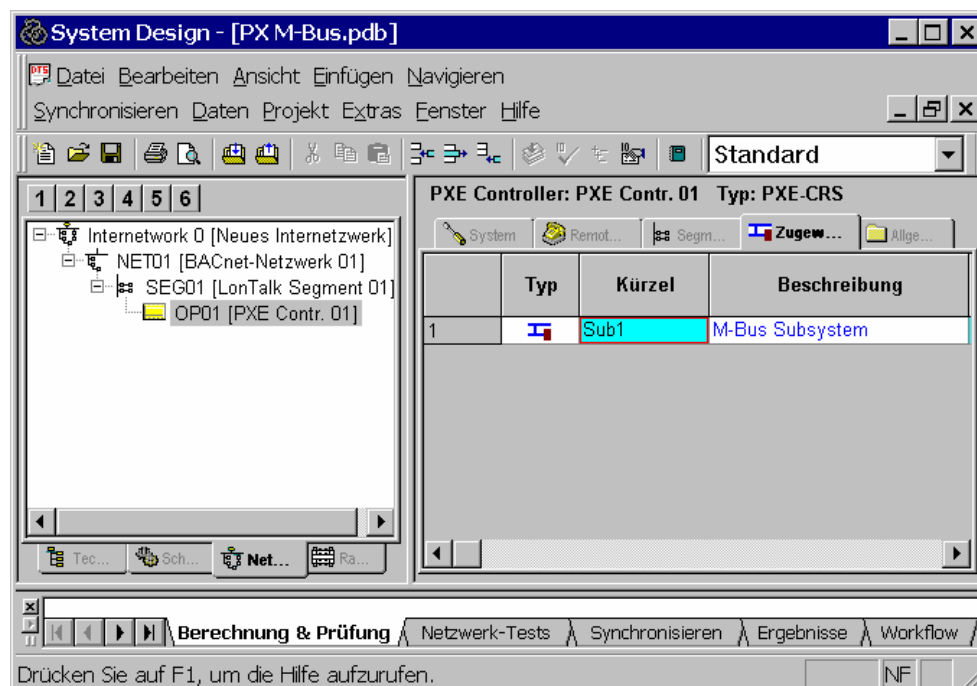 System Design - [PX M-Bus.pdb]
Datei Bearbeiten Ansicht Einfügen Navigieren
Synchronisieren Daten Projekt Extras Fenster Hilfe
Standard
1 2 3 4 5 6
Internetwork 0 [Neues Internetzwerk]
NET01 [BACnet-Netzwerk 01]
SEG01 [LonTalk Segment 01]
OP01 [PXE Contr. 01]
Tec... Sch... Net... Ra...
PXE Controller: PXE Contr. 01 Typ: PXE-CRS
System Remot... Segm... Zugew... Allge...
Typ Kürzel Beschreibung
1 Sub1 M-Bus Subsystem
Berechnung & Prüfung Netzwerk-Tests Synchronisieren Ergebnisse Workflow
Drücken Sie auf F1, um die Hilfe aufzurufen. NF